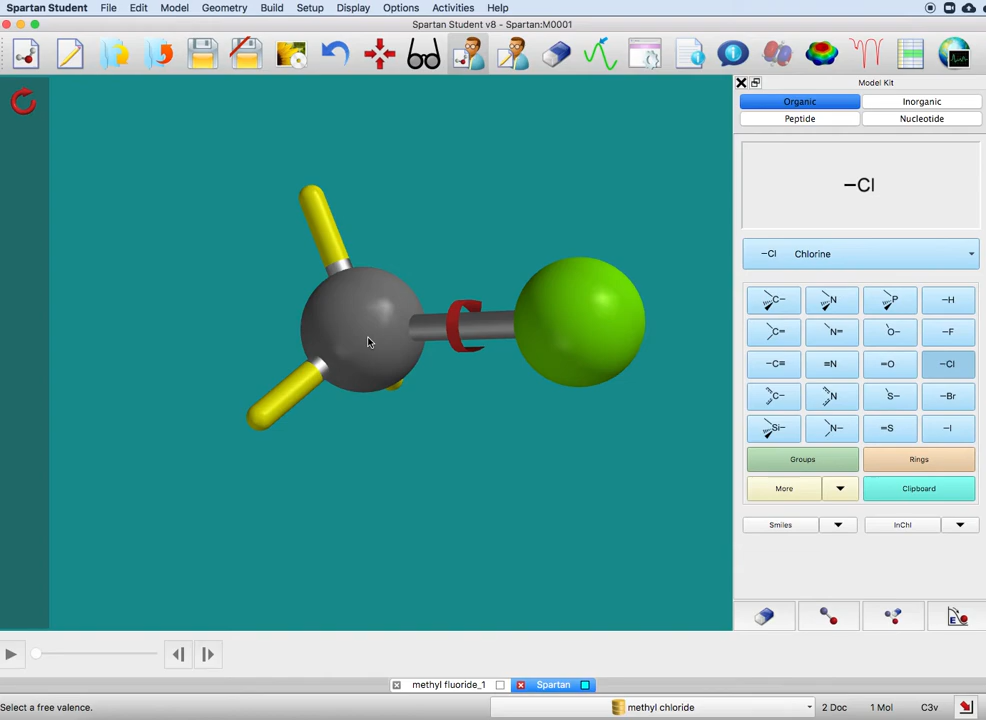 Spartan Student File Edit Model Geometry Build Setup Display Options Activities Help
Spartan Student v8 - Spartan:M0001
Model Kit
Organic Inorganic
Peptide Nucleotide
–Cl
–Cl Chlorine
C– N P –H
C= N= O– –F
–C≡ ≡N =O –Cl
C– N S– –Br
Si– N– =S –I
Groups Rings
More Clipboard
Smiles InChI
E
methyl fluoride_1 Spartan
Select a free valence. methyl chloride 2 Doc 1 Mol C3v